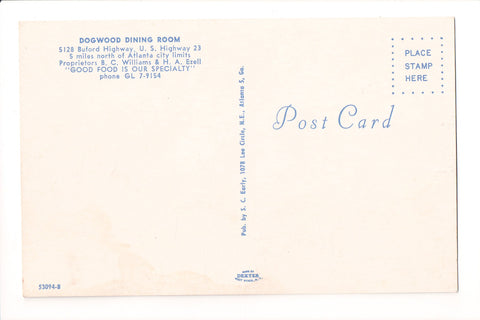 DOGWOOD DINING ROOM
5128 Buford Highway, U. S. Highway 23
5 miles north of Atlanta city limits
Proprietors B. C. Williams & H. A. Ezell
"GOOD FOOD IS OUR SPECIALTY"
phone GL 7-9154
PLACE
STAMP
HERE
Post Card
Pub. by S. C. Early, 1078 Lee Circle, N.E., Atlanta 5, Ga.
DEXTER
53094-B